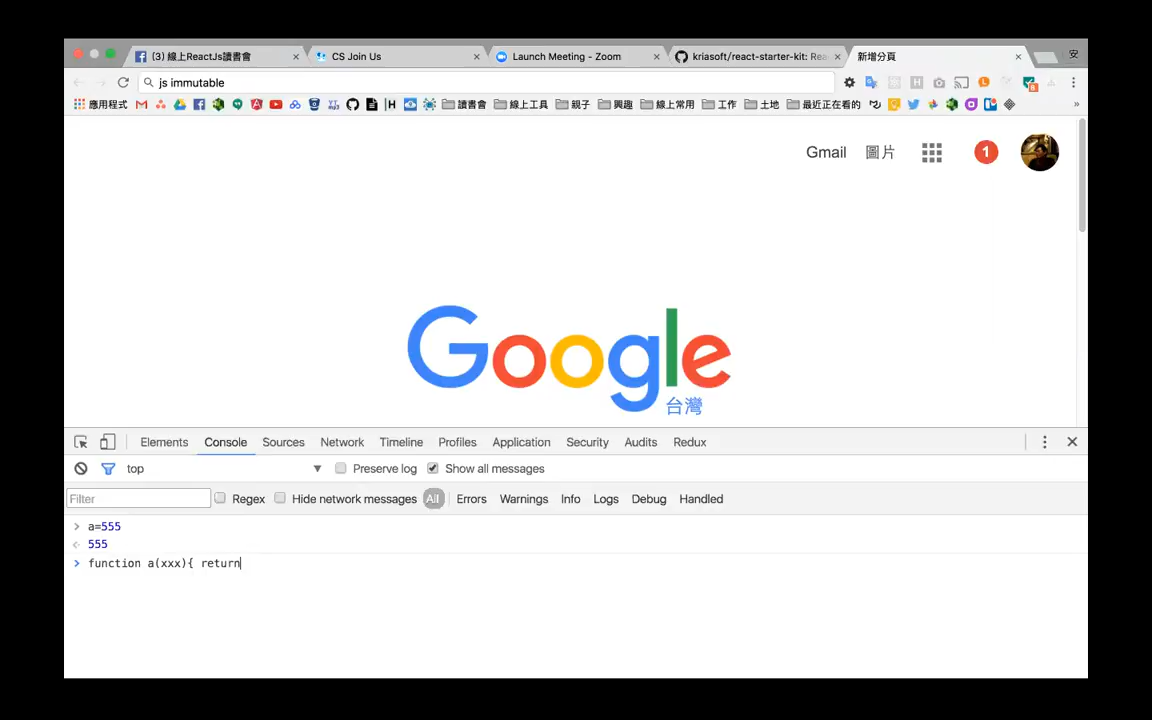 (3) 線上ReactJs讀書會
CS Join Us
Launch Meeting - Zoom
kriasoft/react-starter-kit: Rea
新增分頁
安
js immutable
應用程式
讀書會
線上工具
親子
興趣
線上常用
工作
土地
最近正在看的
»
Gmail
圖片
1
Google
台灣
Elements Console Sources Network Timeline Profiles Application Security Audits Redux
top
Preserve log
Show all messages
Filter
Regex
Hide network messages
All
Errors Warnings Info Logs Debug Handled
> a=555
555
> function a(xxx){ return